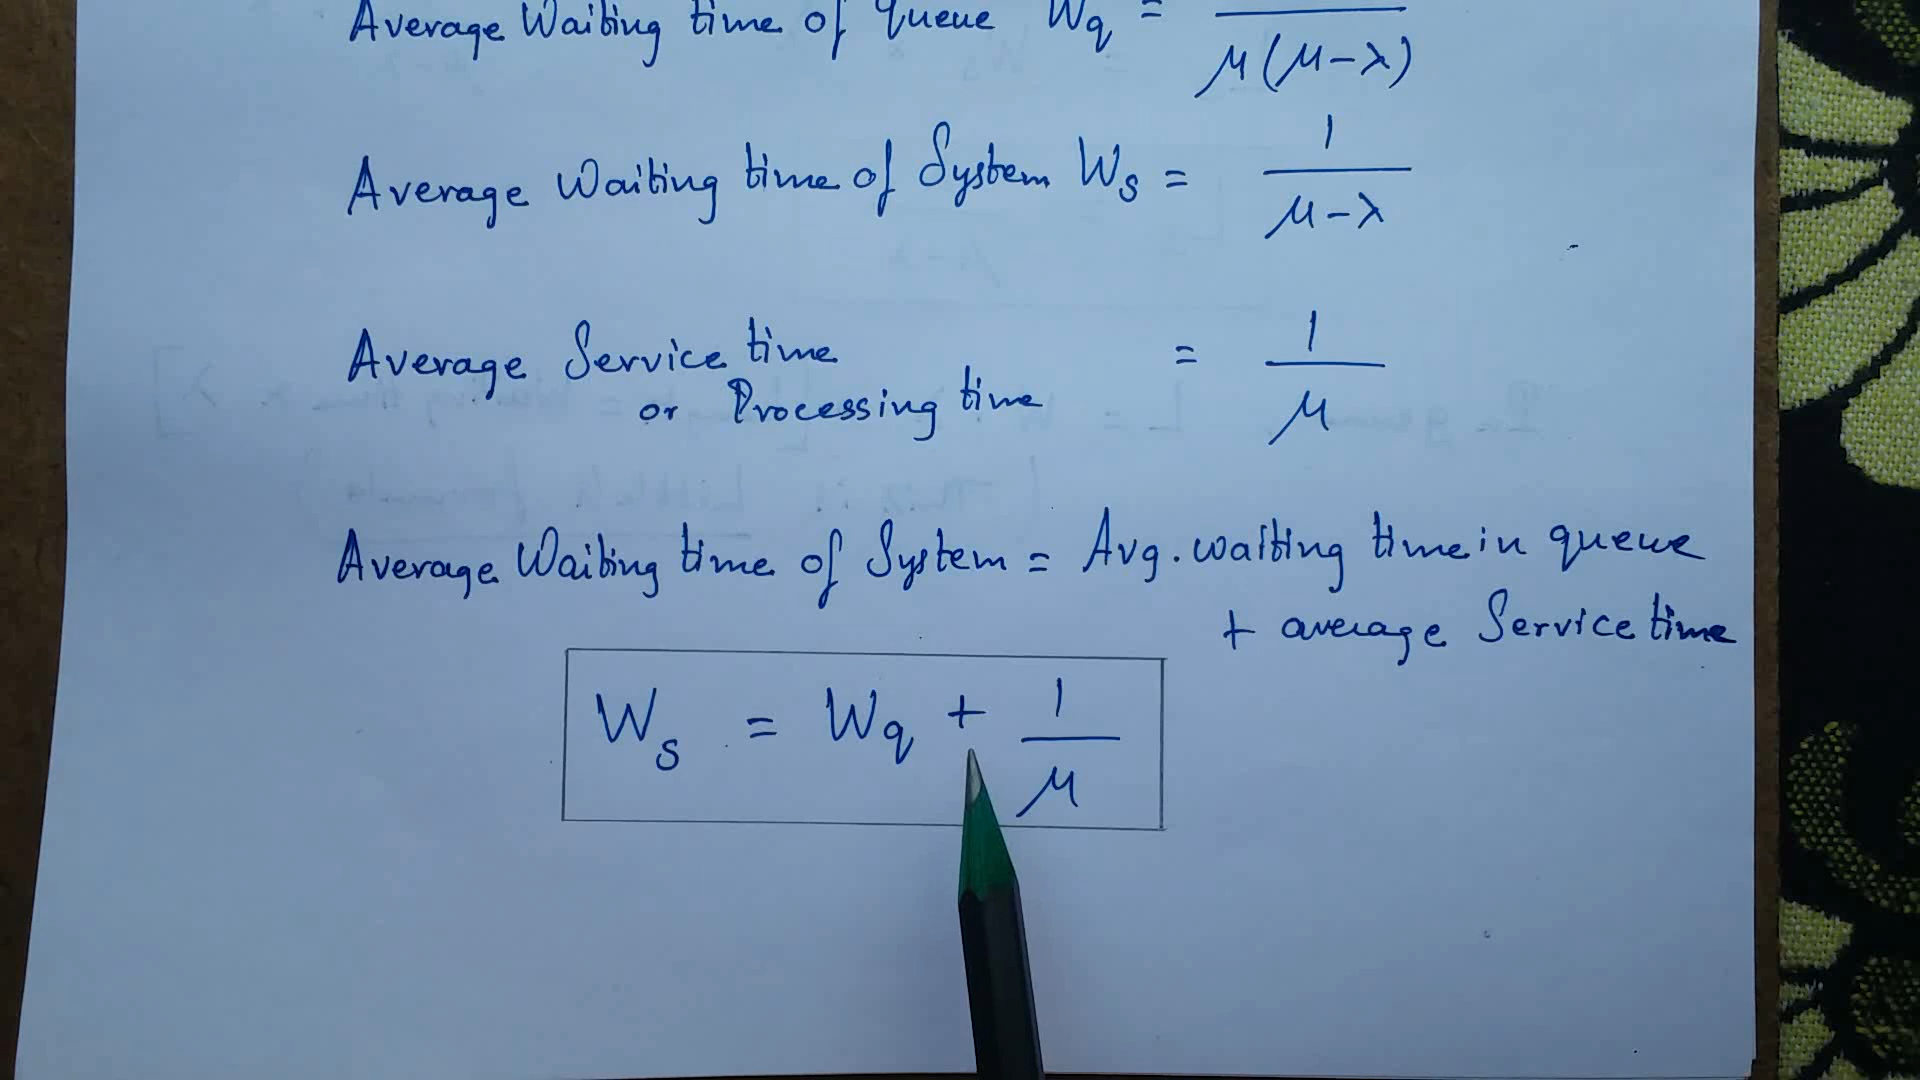 Average Waiting time of queue Wq = ———
μ(μ-λ)
Average Waiting time of System Ws = 1/(μ-λ)
Average Service time = 1/μ
or Processing time
Average Waiting time of System = Avg. waiting time in queue
+ average Service time
Ws = Wq + 1/μ